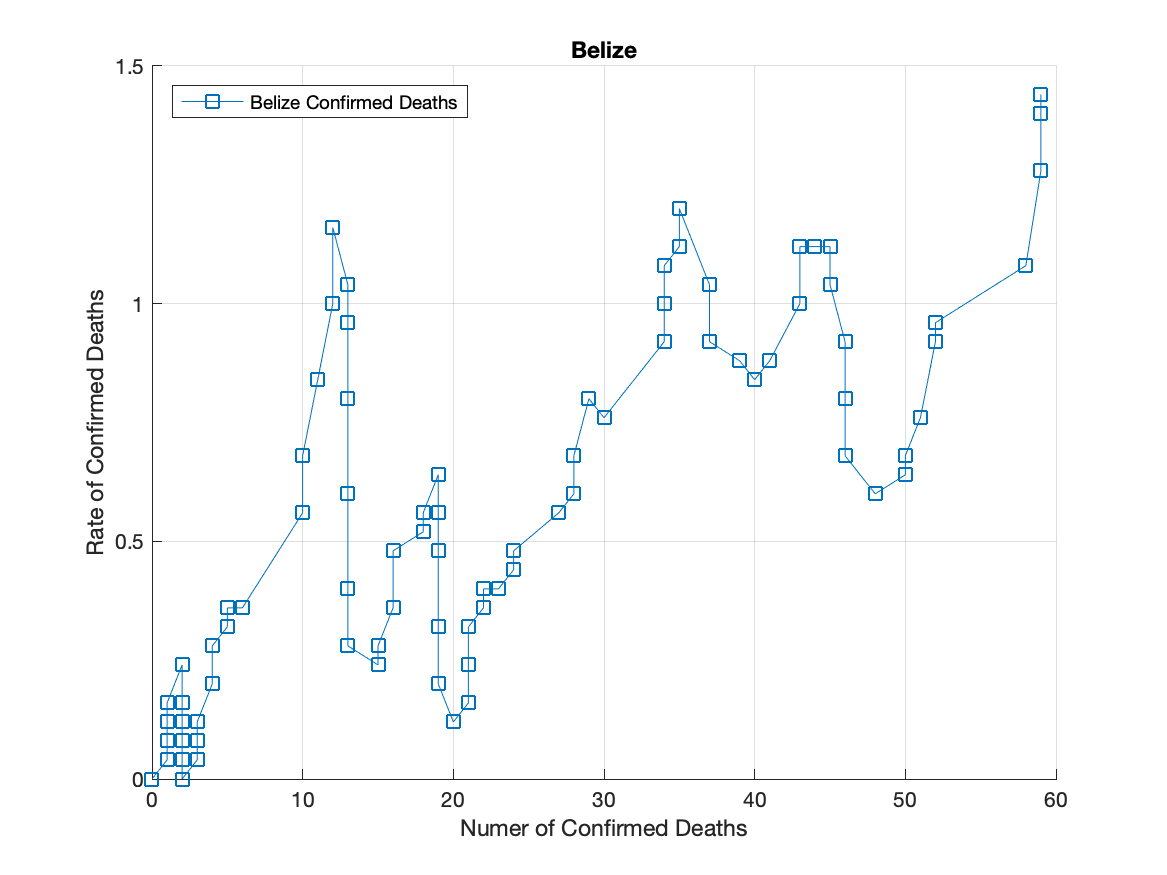 Belize
1.5
Belize Confirmed Deaths
1
Rate of Confirmed Deaths
0.5
0
0 10 20 30 40 50 60
Numer of Confirmed Deaths